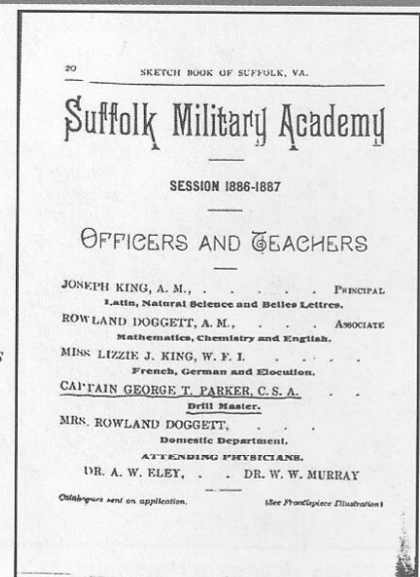 20 SKETCH BOOK OF SUFFOLK, VA.
Suffolk Military Academy
SESSION 1886-1887
OFFICERS AND TEACHERS
JOSEPH KING, A. M., . . . . . PRINCIPAL
Latin, Natural Science and Belles Lettres.
ROWLAND DOGGETT, A. M., . . . ASSOCIATE
Mathematics, Chemistry and English.
MISS LIZZIE J. KING, W. F. I. . . . . .
French, German and Elocution.
CAPTAIN GEORGE T. PARKER, C. S. A. . .
Drill Master.
MRS. ROWLAND DOGGETT, . . .
Domestic Department.
ATTENDING PHYSICIANS.
DR. A. W. ELEY, . . DR. W. W. MURRAY
Catalogues sent on application. (See Frontispiece Illustration)